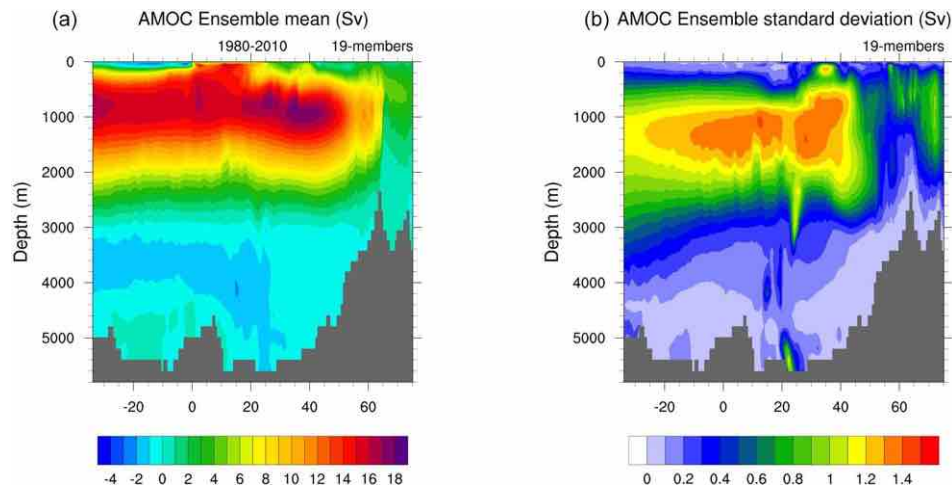 (a) AMOC Ensemble mean (Sv)
1980-2010 19-members
0
1000
2000
3000
4000
5000
Depth (m)
-20 0 20 40 60
-4 -2 0 2 4 6 8 10 12 14 16 18
(b) AMOC Ensemble standard deviation (Sv)
19-members
0
1000
2000
3000
4000
5000
Depth (m)
-20 0 20 40 60
0 0.2 0.4 0.6 0.8 1 1.2 1.4